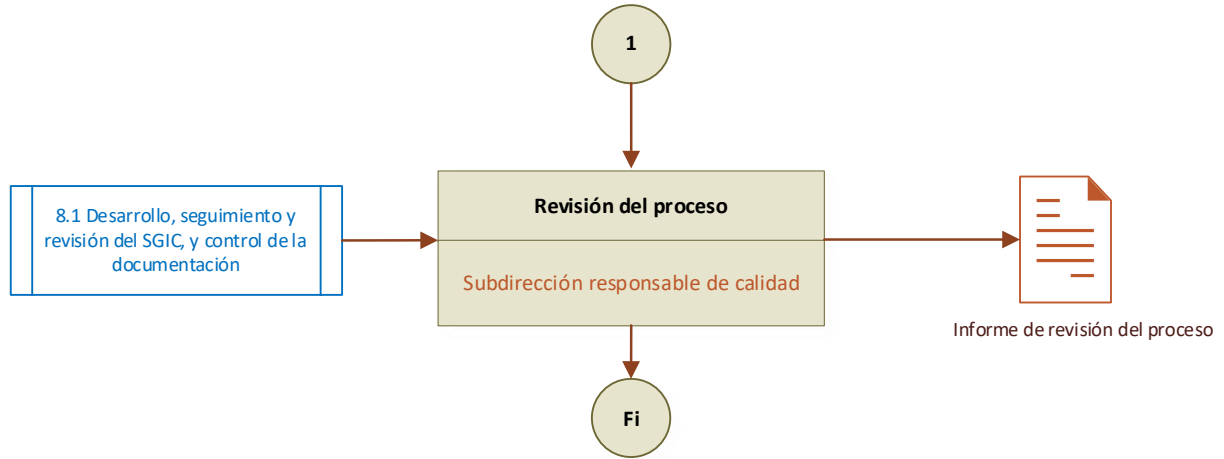 1
8.1 Desarrollo, seguimiento y
revisión del SGIC, y control de la
documentación
Revisión del proceso
Subdirección responsable de calidad
Informe de revisión del proceso
Fi